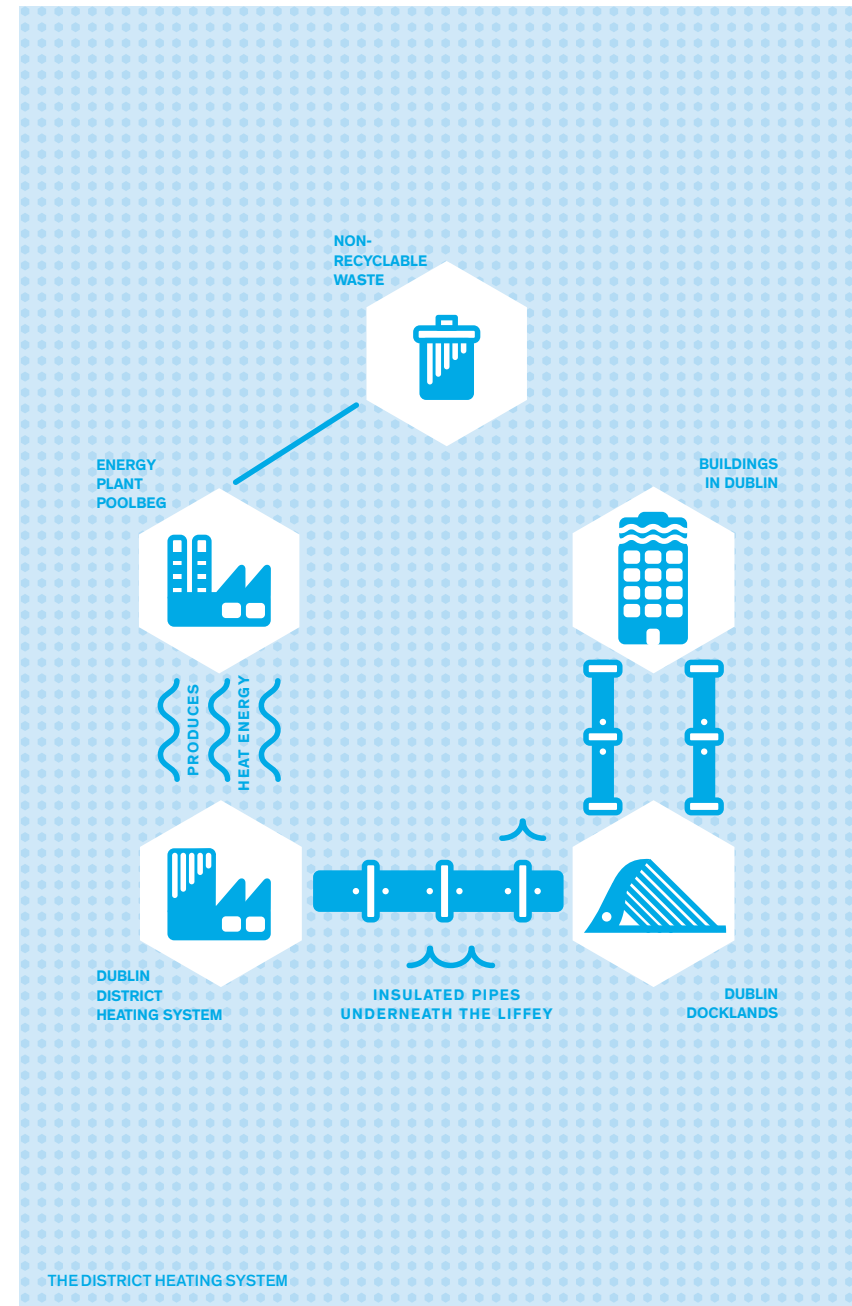 NON-
RECYCLABLE
WASTE
ENERGY
PLANT
POOLBEG
BUILDINGS
IN DUBLIN
PRODUCES
HEAT ENERGY
DUBLIN
DISTRICT
HEATING SYSTEM
INSULATED PIPES
UNDERNEATH THE LIFFEY
DUBLIN
DOCKLANDS
THE DISTRICT HEATING SYSTEM